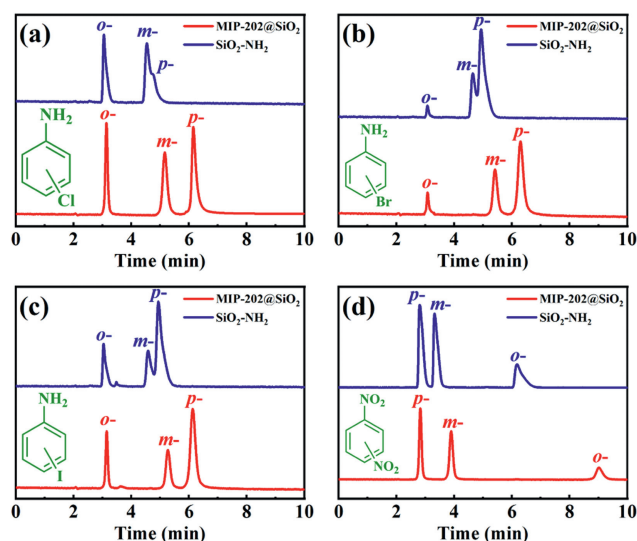 (a)
MIP-202@SiO₂
SiO₂-NH₂
o-
m-
p-
o-
m-
p-
NH₂
Cl
0 2 4 6 8 10
Time (min)
(b)
MIP-202@SiO₂
SiO₂-NH₂
o-
m-
p-
o-
m-
p-
NH₂
Br
0 2 4 6 8 10
Time (min)
(c)
MIP-202@SiO₂
SiO₂-NH₂
o-
m-
p-
o-
m-
p-
NH₂
I
0 2 4 6 8 10
Time (min)
(d)
MIP-202@SiO₂
SiO₂-NH₂
p-
m-
o-
p-
m-
o-
NO₂
NO₂
0 2 4 6 8 10
Time (min)